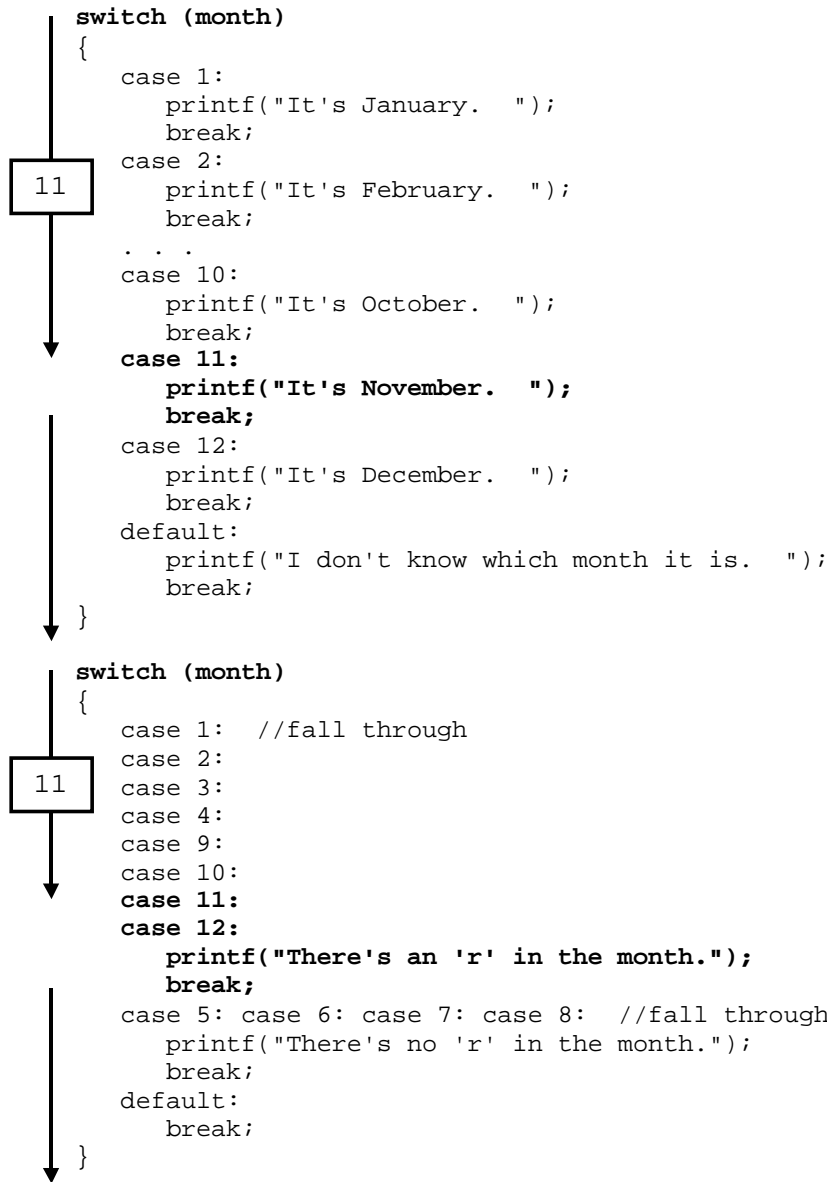 switch (month)
{
   case 1:
      printf("It's January.  ");
      break;
   case 2:
11
      printf("It's February.  ");
      break;
   . . .
   case 10:
      printf("It's October.  ");
      break;
   case 11:
      printf("It's November.  ");
      break;
   case 12:
      printf("It's December.  ");
      break;
   default:
      printf("I don't know which month it is.  ");
      break;
}
switch (month)
{
   case 1:  //fall through
   case 2:
11
   case 3:
   case 4:
   case 9:
   case 10:
   case 11:
   case 12:
      printf("There's an 'r' in the month.");
      break;
   case 5: case 6: case 7: case 8:  //fall through
      printf("There's no 'r' in the month.");
      break;
   default:
      break;
}